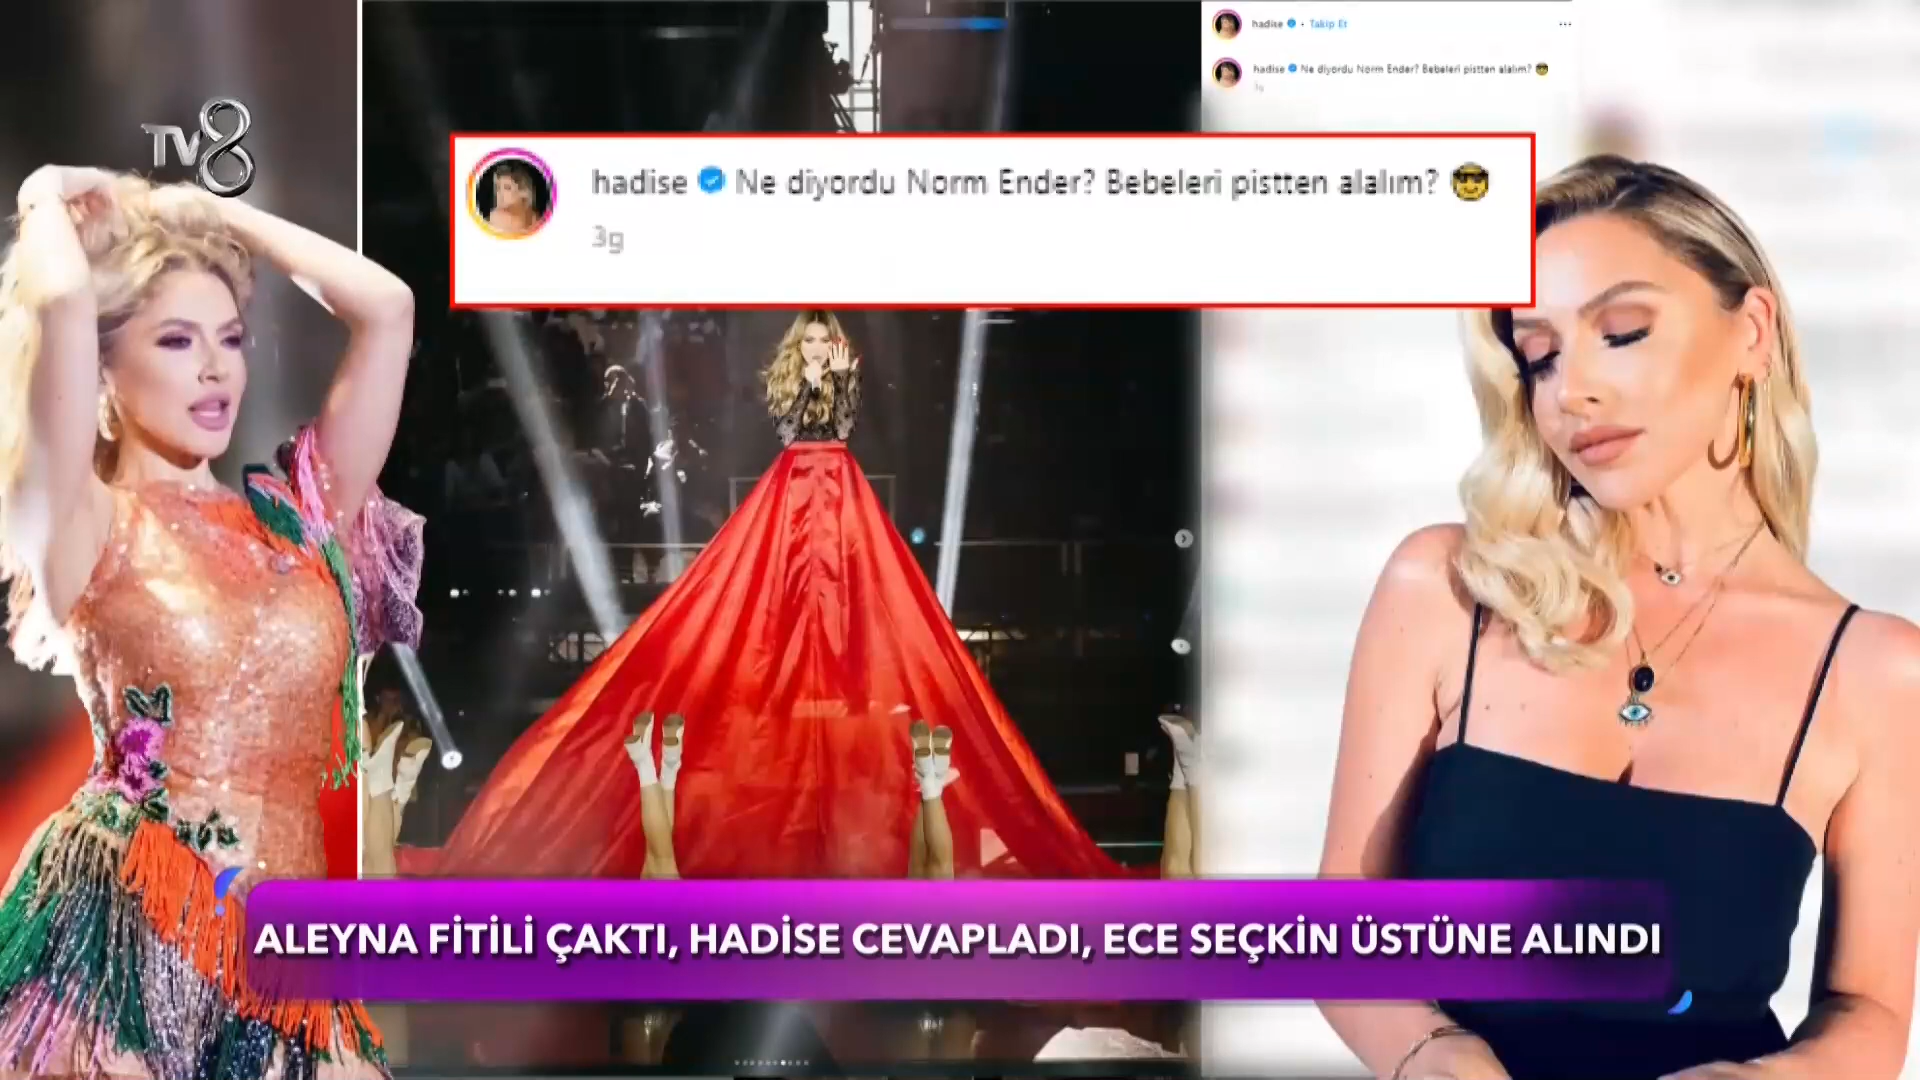 TV8
hadise • Takip Et
hadise Ne diyordu Norm Ender? Bebeleri pistten alalım? 😎
hadise Ne diyordu Norm Ender? Bebeleri pistten alalım? 😎
3g
ALEYNA FİTİLİ ÇAKTI, HADİSE CEVAPLADI, ECE SEÇKİN ÜSTÜNE ALINDI